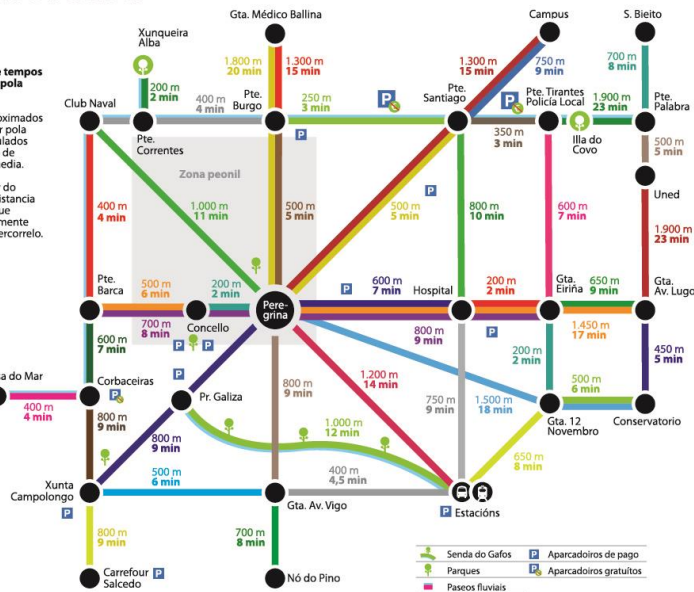 Gta. Médico Ballina
Campus
S. Bieito
Xunqueira
Alba
tempos
pola
1.800 m
20 min
1.300 m
15 min
1.300 m
15 min
750 m
9 min
700 m
8 min
200 m
2 min
Club Naval
400 m
4 min
Pte.
Burgo
250 m
3 min
P
Pte.
Santiago
P
Pte. Tirantes
Policía Local
1.900 m
23 min
Pte.
Palabra
350 m
3 min
Illa do
Covo
Pte.
Correntes
P
Zona peonil
500 m
5 min
Uned
400 m
4 min
1.000 m
11 min
500 m
5 min
500 m
5 min
P
800 m
10 min
600 m
7 min
1.900 m
23 min
Pte.
Barca
500 m
6 min
200 m
2 min
Pere-
grina
P
600 m
7 min
Hospital
200 m
2 min
Gta.
Eiriña
650 m
9 min
Gta.
Av. Lugo
700 m
8 min
Concello
800 m
9 min
P
1.450 m
17 min
P
P
600 m
7 min
200 m
2 min
450 m
5 min
a do Mar
Corbaceiras
P
P
Pr. Galiza
800 m
9 min
1.200 m
14 min
750 m
9 min
1.500 m
18 min
500 m
6 min
400 m
4 min
800 m
9 min
Gta. 12
Novembro
Conservatorio
800 m
9 min
1.000 m
12 min
650 m
8 min
500 m
6 min
400 m
4,5 min
Xunta
Campolongo
P
Gta. Av. Vigo
P
Estacións
800 m
9 min
700 m
8 min
Carrefour
Salcedo
P
Nó do Pino
Senda do Gafos
P
Aparcadoiros de pago
Parques
P
Aparcadoiros gratuítos
Paseos fluviais